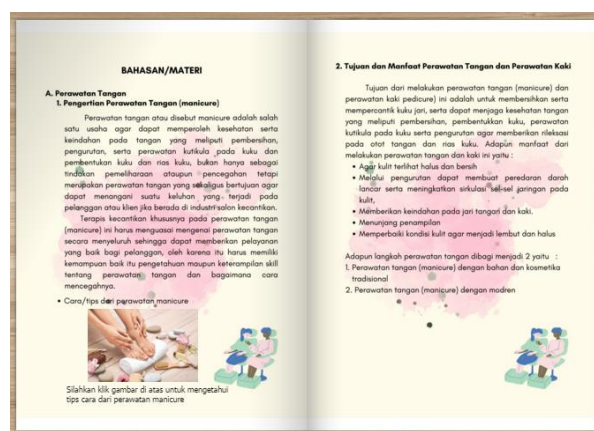 BAHASAN/MATERI
A. Perawatan Tangan
1. Pengertian Perawatan Tangan (manicure)
Perawatan tangan atau disebut manicure adalah salah
satu usaha agar dapat memperoleh kesehatan serta
keindahan pada tangan yang meliputi pembersihan,
pengurutan, serta perawatan kutikula pada kuku dan
pembentukan kuku dan rias kuku, bukan hanya sebagai
tindakan pemeliharaan ataupun pencegahan tetapi
merupakan perawatan tangan yang sekaligus bertujuan agar
dapat menangani suatu keluhan yang terjadi pada
pelanggan atau klien jika berada di industri salon kecantikan.
Terapis kecantikan khususnya pada perawatan tangan
(manicure) ini harus menguasai mengenai perawatan tangan
secara menyeluruh sehingga dapat memberikan pelayanan
yang baik bagi pelanggan, oleh karena itu harus memiliki
kemampuan baik itu pengetahuan maupun keterampilan skill
tentang perawatan tangan dan bagaimana cara
mencegahnya.
• Cara/tips dari perawatan manicure
Silahkan klik gambar di atas untuk mengetahui
tips cara dari perawatan manicure
2. Tujuan dan Manfaat Perawatan Tangan dan Perawatan Kaki
Tujuan dari melakukan perawatan tangan (manicure) dan
perawatan kaki pedicure) ini adalah untuk membersihkan serta
mempercantik kuku jari, serta dapat menjaga kesehatan tangan
yang meliputi pembersihan, pembentukkan kuku, perawatan
kutikula pada kuku serta pengurutan agar memberikan rileksasi
pada otot tangan dan rias kuku. Adapun manfaat dari
melakukan perawatan tangan dan kaki ini yaitu :
• Agar kulit terlihat halus dan bersih
• Melalui pengurutan dapat membuat peredaran darah
lancar serta meningkatkan sirkulasi sel-sel jaringan pada
kulit,
• Memberikan keindahan pada jari tangan dan kaki.
• Menunjang penampilan
• Memperbaiki kondisi kulit agar menjadi lembut dan halus
Adapun langkah perawatan tangan dibagi menjadi 2 yaitu :
1. Perawatan tangan (manicure) dengan bahan dan kosmetika
tradisional
2. Perawatan tangan (manicure) dengan modren